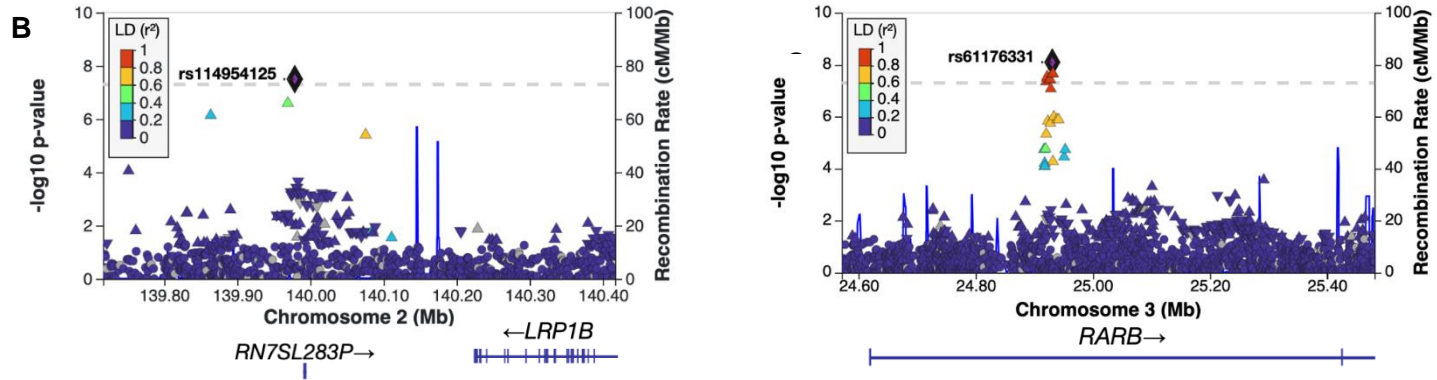 B
10
8
6
4
2
0
-log10 p-value
LD (r²)
1
0.8
0.6
0.4
0.2
0
rs114954125
100
80
60
40
20
0
Recombination Rate (cM/Mb)
139.80 139.90 140.00 140.10 140.20 140.30 140.40
Chromosome 2 (Mb)
←LRP1B
RN7SL283P→
10
8
6
4
2
0
-log10 p-value
LD (r²)
1
0.8
0.6
0.4
0.2
0
rs61176331
100
80
60
40
20
0
Recombination Rate (cM/Mb)
24.60 24.80 25.00 25.20 25.40
Chromosome 3 (Mb)
RARB→